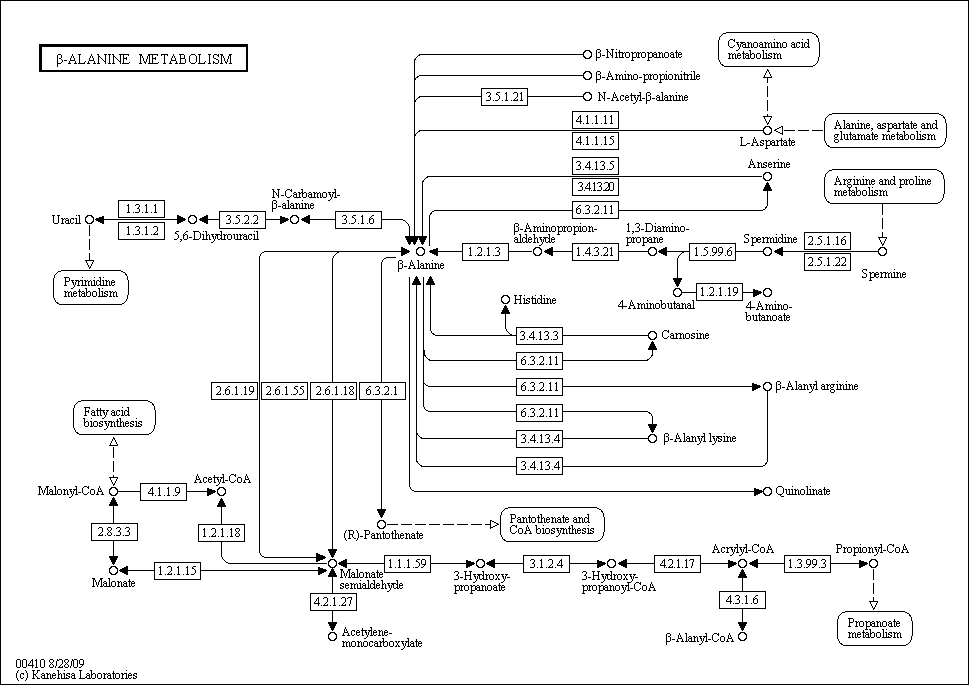 β-ALANINE METABOLISM
β-Nitropropanoate
β-Amino-propionitrile
3.5.1.21
N-Acetyl-β-alanine
Cyanoamino acid
metabolism
4.1.1.11
4.1.1.15
L-Aspartate
Alanine, aspartate and
glutamate metabolism
3.4.13.5
3.4.13.20
6.3.2.11
Anserine
Arginine and proline
metabolism
Uracil
1.3.1.1
1.3.1.2
5,6-Dihydrouracil
3.5.2.2
N-Carbamoyl-
β-alanine
3.5.1.6
β-Alanine
1.2.1.3
β-Aminopropion-
aldehyde
1.4.3.21
1,3-Diamino-
propane
1.5.99.6
Spermidine
2.5.1.16
2.5.1.22
Spermine
Pyrimidine
metabolism
4-Aminobutanal
1.2.1.19
4-Amino-
butanoate
Histidine
3.4.13.3
Carnosine
6.3.2.11
6.3.2.11
β-Alanyl arginine
6.3.2.11
3.4.13.4
β-Alanyl lysine
3.4.13.4
Quinolinate
2.6.1.19
2.6.1.55
2.6.1.18
6.3.2.1
Fatty acid
biosynthesis
Malonyl-CoA
4.1.1.9
Acetyl-CoA
2.8.3.3
1.2.1.18
Malonate
1.2.1.15
(R)-Pantothenate
Pantothenate and
CoA biosynthesis
Malonate
semialdehyde
1.1.1.59
3-Hydroxy-
propanoate
3.1.2.4
3-Hydroxy-
propanoyl-CoA
4.2.1.17
Acrylyl-CoA
1.3.99.3
Propionyl-CoA
4.2.1.27
Acetylene-
monocarboxylate
4.3.1.6
β-Alanyl-CoA
Propanoate
metabolism
00410 8/28/09
(c) Kanehisa Laboratories